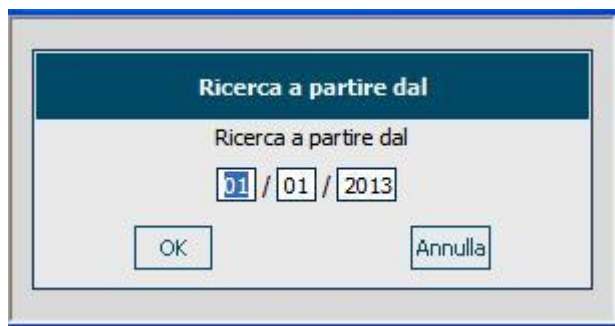 Ricerca a partire dal
Ricerca a partire dal
01 / 01 / 2013
OK Annulla